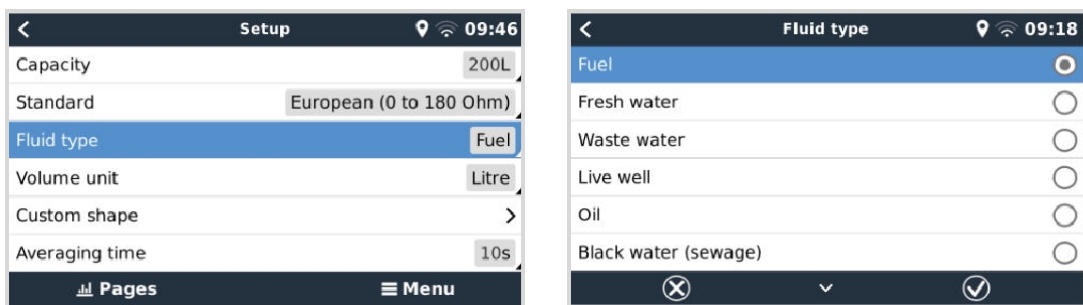 Setup 09:46
Capacity 200L
Standard European (0 to 180 Ohm)
Fluid type Fuel
Volume unit Litre
Custom shape
Averaging time 10s
Pages Menu
Fluid type 09:18
Fuel
Fresh water
Waste water
Live well
Oil
Black water (sewage)